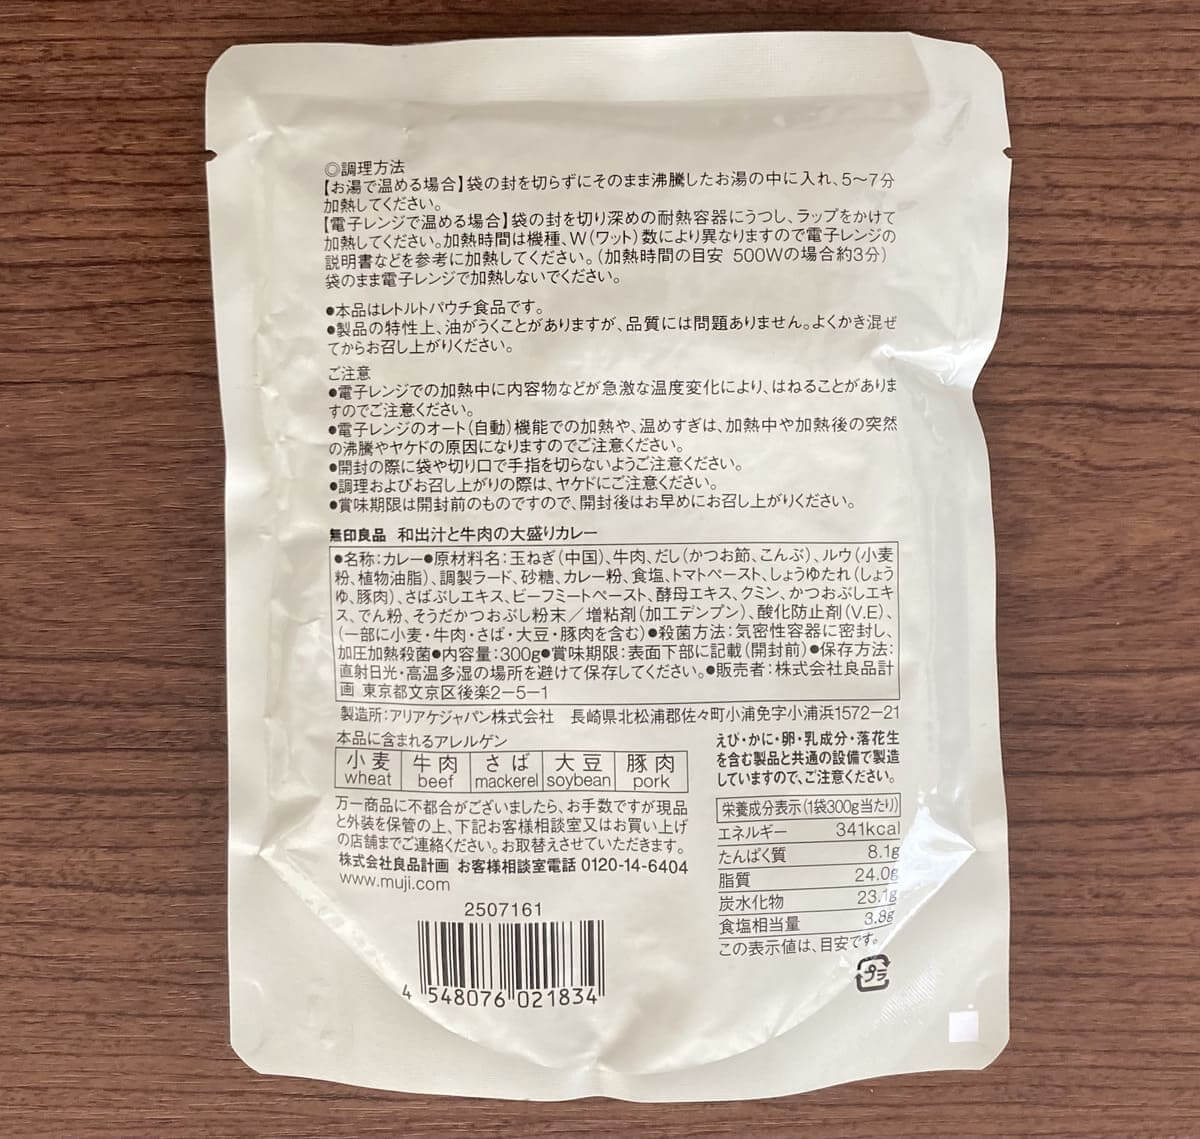 ◎調理方法
【お湯で温める場合】袋の封を切らずにそのまま沸騰したお湯の中に入れ、5〜7分
加熱してください。
【電子レンジで温める場合】袋の封を切り深めの耐熱容器にうつし、ラップをかけて
加熱してください。加熱時間は機種、W(ワット)数により異なりますので電子レンジの
説明書などを参考に加熱してください。(加熱時間の目安 500Wの場合約3分)
袋のまま電子レンジで加熱しないでください。
●本品はレトルトパウチ食品です。
●製品の特性上、油がうくことがありますが、品質には問題ありません。よくかき混ぜ
てからお召し上がりください。
ご注意
●電子レンジでの加熱中に内容物などが急激な温度変化により、はねることがありま
すのでご注意ください。
●電子レンジのオート(自動)機能での加熱や、温めすぎは、加熱中や加熱後の突然
の沸騰やヤケドの原因になりますのでご注意ください。
●開封の際に袋や切り口で手指を切らないようご注意ください。
●調理およびお召し上がりの際は、ヤケドにご注意ください。
●賞味期限は開封前のものですので、開封後はお早めにお召し上がりください。
無印良品 和出汁と牛肉の大盛りカレー
●名称:カレー●原材料名:玉ねぎ(中国)、牛肉、だし(かつお節、こんぶ)、ルウ(小麦
粉、植物油脂)、調製ラード、砂糖、カレー粉、食塩、トマトペースト、しょうゆたれ(しょう
ゆ、豚肉)、さばぶしエキス、ビーフミートペースト、酵母エキス、クミン、かつおぶしエキ
ス、でん粉、そうだかつおぶし粉末/増粘剤(加工デンプン)、酸化防止剤(V.E)、
(一部に小麦・牛肉・さば・大豆・豚肉を含む)●殺菌方法:気密性容器に密封し、
加圧加熱殺菌●内容量:300g●賞味期限:表面下部に記載(開封前)●保存方法:
直射日光・高温多湿の場所を避けて保存してください。●販売者:株式会社良品計
画 東京都文京区後楽2-5-1
製造所:アリアケジャパン株式会社 長崎県北松浦郡佐々町小浦免字小浦浜1572-21
本品に含まれるアレルゲン
小麦 牛肉 さば 大豆 豚肉
wheat beef mackerel soybean pork
万一商品に不都合がございましたら、お手数ですが現品
と外装を保管の上、下記お客様相談室又はお買い上げ
の店舗までご連絡ください。お取替えさせていただきます。
株式会社良品計画 お客様相談室電話 0120-14-6404
www.muji.com
2507161
4 548076 021834
えび・かに・卵・乳成分・落花生
を含む製品と共通の設備で製造
していますので、ご注意ください。
栄養成分表示(1袋300g当たり)
エネルギー 341kcal
たんぱく質 8.1g
脂質 24.0g
炭水化物 23.1g
食塩相当量 3.8g
この表示値は、目安です。
プラ